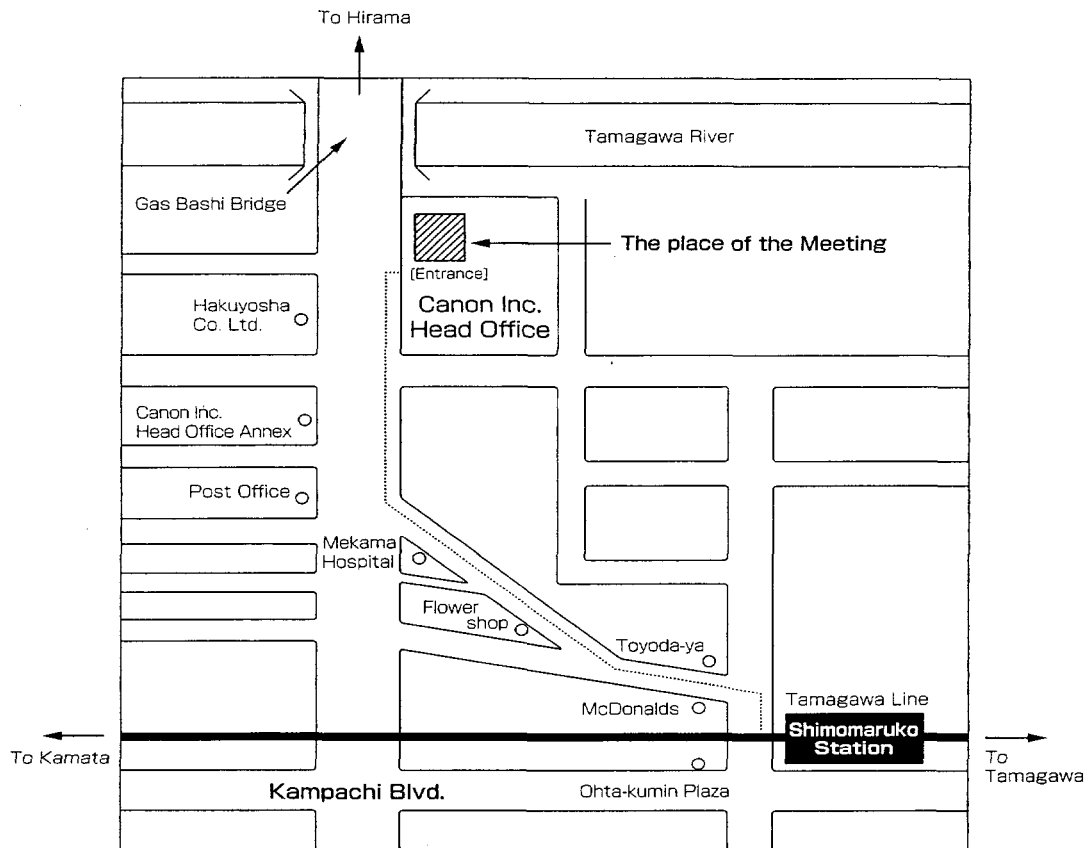 To Hirama
Tamagawa River
Gas Bashi Bridge
The place of the Meeting
[Entrance]
Canon Inc.
Head Office
Hakuyosha
Co. Ltd.
Canon Inc.
Head Office Annex
Post Office
Mekama
Hospital
Flower
shop
Toyoda-ya
McDonalds
Tamagawa Line
Shimomaruko
Station
To Kamata
To
Tamagawa
Kampachi Blvd.
Ohta-kumin Plaza